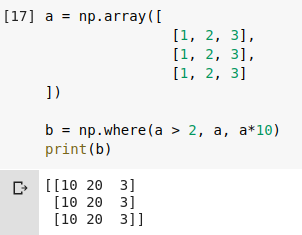 [17] a = np.array([
[1, 2, 3],
[1, 2, 3],
[1, 2, 3]
])
b = np.where(a > 2, a, a*10)
print(b)
[[10 20  3]
 [10 20  3]
 [10 20  3]]